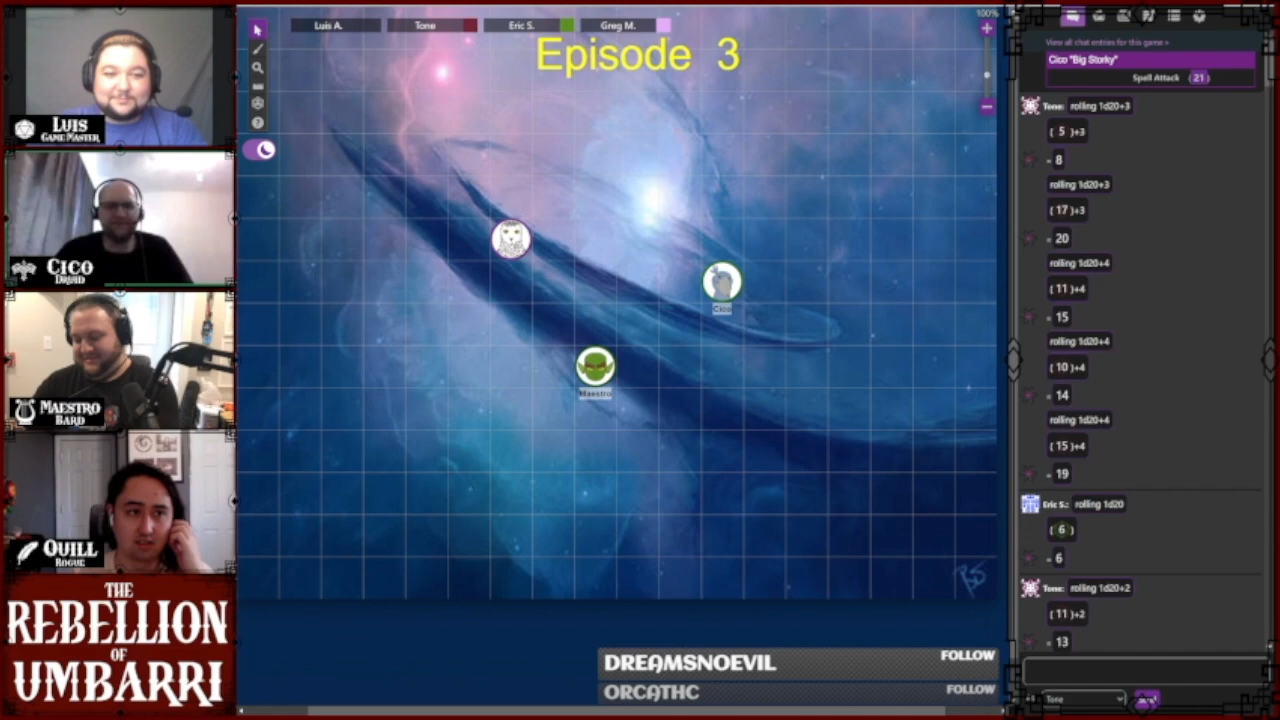 LUIS
GAME MASTER
CICO
DRUID
MAESTRO
BARD
QUILL
ROGUE
THE
REBELLION
OF
UMBARRI
Luis A.
Tone
Eric S.
Greg M.
100%
Episode 3
Cico
Maestro
DREAMSNOEVIL
FOLLOW
ORCATHC
FOLLOW
View all chat entries for this game »
Cico "Big Storky"
Spell Attack (21)
Tone: rolling 1d20+3
( 5 )+3
= 8
rolling 1d20+3
( 17 )+3
= 20
rolling 1d20+4
( 11 )+4
= 15
rolling 1d20+4
( 10 )+4
= 14
rolling 1d20+4
( 15 )+4
= 19
Eric S.: rolling 1d20
( 6 )
= 6
Tone: rolling 1d20+2
( 11 )+2
= 13
Tone